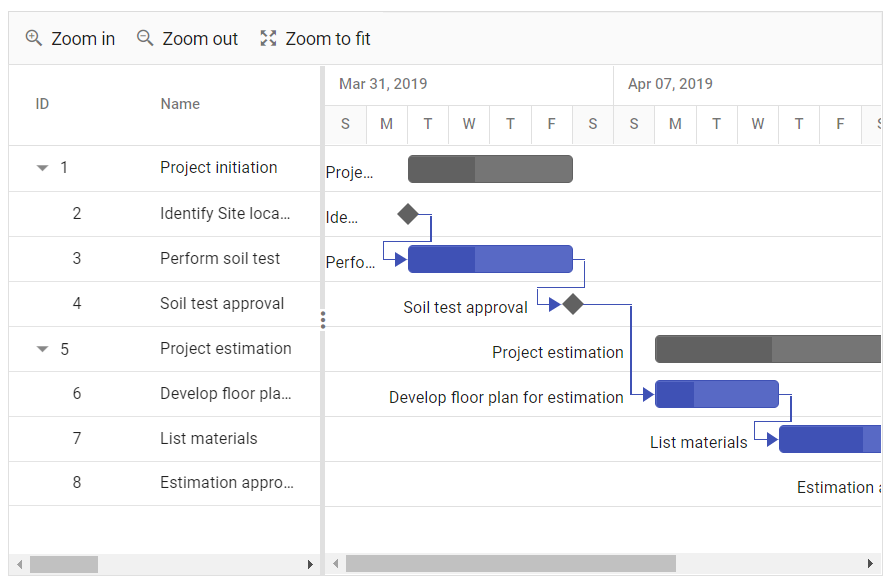 Zoom in Zoom out Zoom to fit
ID Name
Mar 31, 2019 Apr 07, 2019
S M T W T F S S M T W T F S
1 Project initiation
Proje...
2 Identify Site loca...
Ide...
3 Perform soil test
Perfo...
4 Soil test approval
Soil test approval
5 Project estimation
Project estimation
6 Develop floor pla...
Develop floor plan for estimation
7 List materials
List materials
8 Estimation appro...
Estimation a